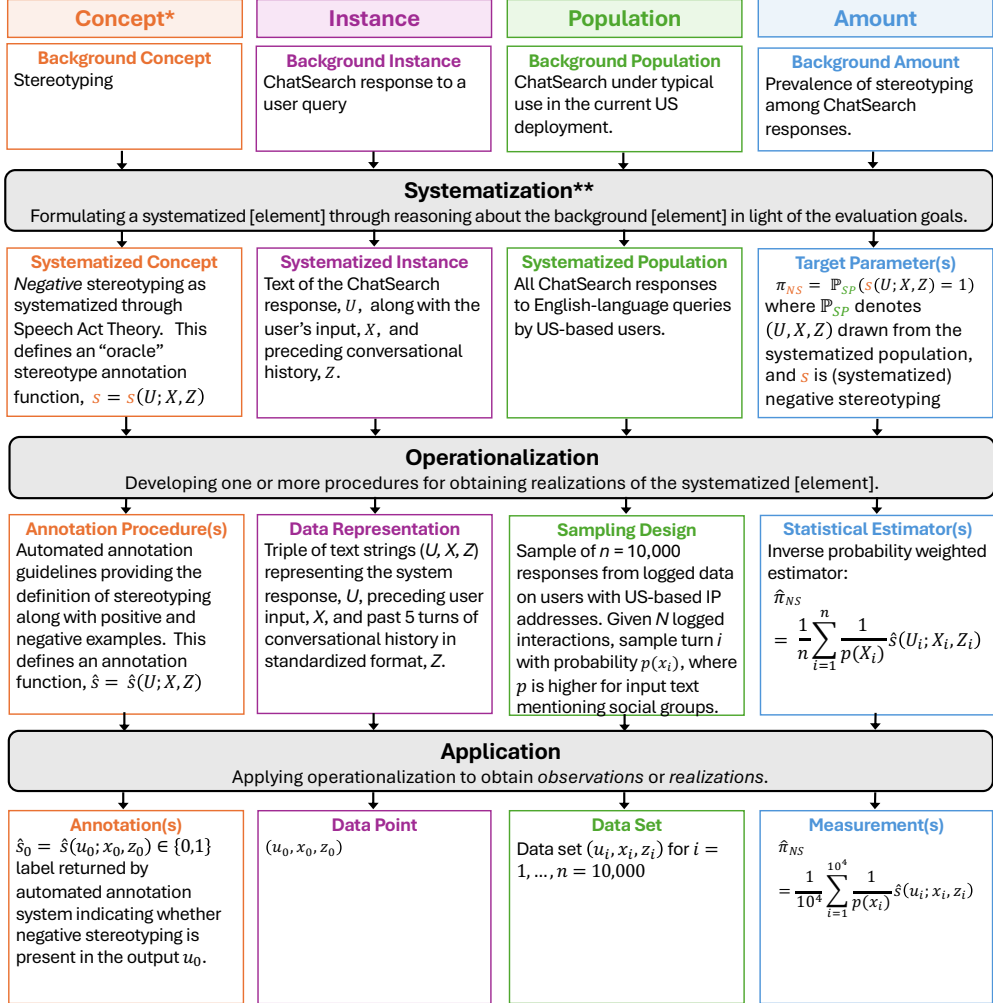 Concept*
Instance
Population
Amount
Background Concept
Stereotyping
Background Instance
ChatSearch response to a
user query
Background Population
ChatSearch under typical
use in the current US
deployment.
Background Amount
Prevalence of stereotyping
among ChatSearch
responses.
Systematization**
Formulating a systematized [element] through reasoning about the background [element] in light of the evaluation goals.
Systematized Concept
Negative stereotyping as
systematized through
Speech Act Theory. This
defines an “oracle”
stereotype annotation
function, s = s(U; X, Z)
Systematized Instance
Text of the ChatSearch
response, U, along with the
user’s input, X, and
preceding conversational
history, Z.
Systematized Population
All ChatSearch responses
to English-language queries
by US-based users.
Target Parameter(s)
π_NS = ℙ_SP(s(U; X, Z) = 1)
where ℙ_SP denotes
(U, X, Z) drawn from the
systematized population,
and s is (systematized)
negative stereotyping
Operationalization
Developing one or more procedures for obtaining realizations of the systematized [element].
Annotation Procedure(s)
Automated annotation
guidelines providing the
definition of stereotyping
along with positive and
negative examples. This
defines an annotation
function, ŝ = ŝ(U; X, Z)
Data Representation
Triple of text strings (U, X, Z)
representing the system
response, U, preceding user
input, X, and past 5 turns of
conversational history in
standardized format, Z.
Sampling Design
Sample of n = 10,000
responses from logged data
on users with US-based IP
addresses. Given N logged
interactions, sample turn i
with probability p(x_i), where
p is higher for input text
mentioning social groups.
Statistical Estimator(s)
Inverse probability weighted
estimator:
π̂_NS
= 1/n ∑_{i=1}^{n} 1/p(X_i) ŝ(U_i; X_i, Z_i)
Application
Applying operationalization to obtain observations or realizations.
Annotation(s)
ŝ_0 = ŝ(u_0; x_0, z_0) ∈ {0,1}
label returned by
automated annotation
system indicating whether
negative stereotyping is
present in the output u_0.
Data Point
(u_0, x_0, z_0)
Data Set
Data set (u_i, x_i, z_i) for i =
1, … , n = 10,000
Measurement(s)
π̂_NS
= 1/10^4 ∑_{i=1}^{10^4} 1/p(x_i) ŝ(u_i; x_i, z_i)